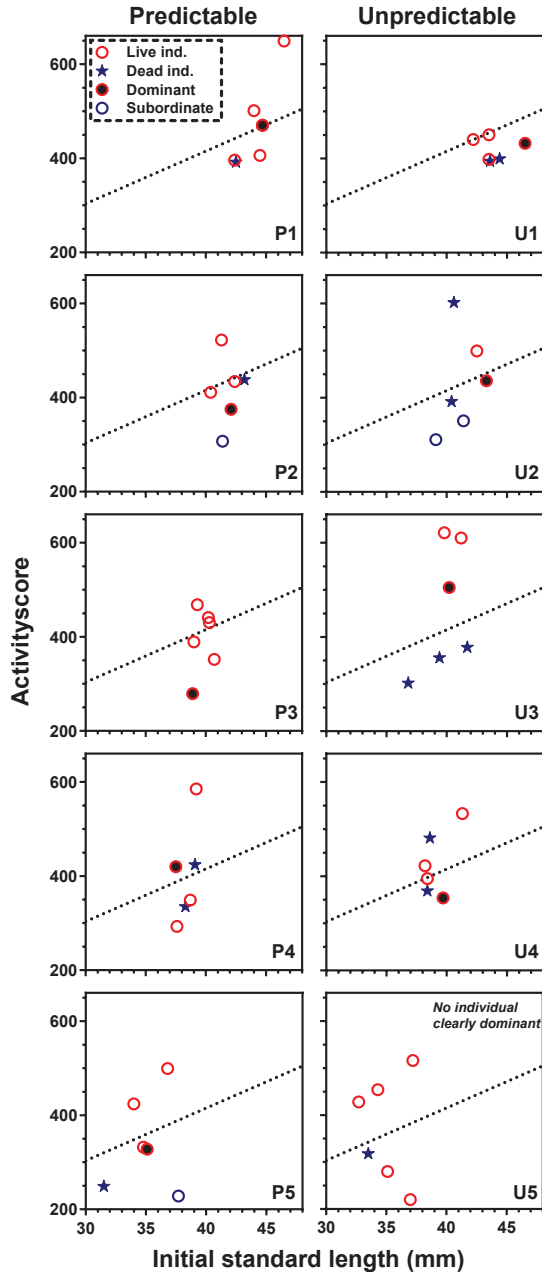 Predictable
Unpredictable
Live ind.
Dead ind.
Dominant
Subordinate
600
400
200
P1
U1
600
400
200
P2
U2
600
400
200
P3
U3
600
400
200
P4
U4
No individual
clearly dominant
600
400
200
P5
U5
30 35 40 45
30 35 40 45
Activityscore
Initial standard length (mm)